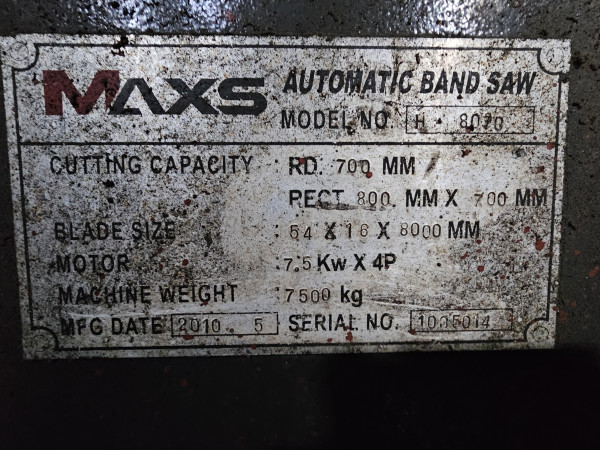 MAXS AUTOMATIC BAND SAW
MODEL NO H - 8070
CUTTING CAPACITY : RD. 700 MM
RECT 800 MM X 700 MM
BLADE SIZE : 54 X 16 X 8000 MM
MOTOR : 7.5 Kw X 4P
MACHINE WEIGHT : 7500 kg
MFG DATE 2010. 5 SERIAL NO. 1005014